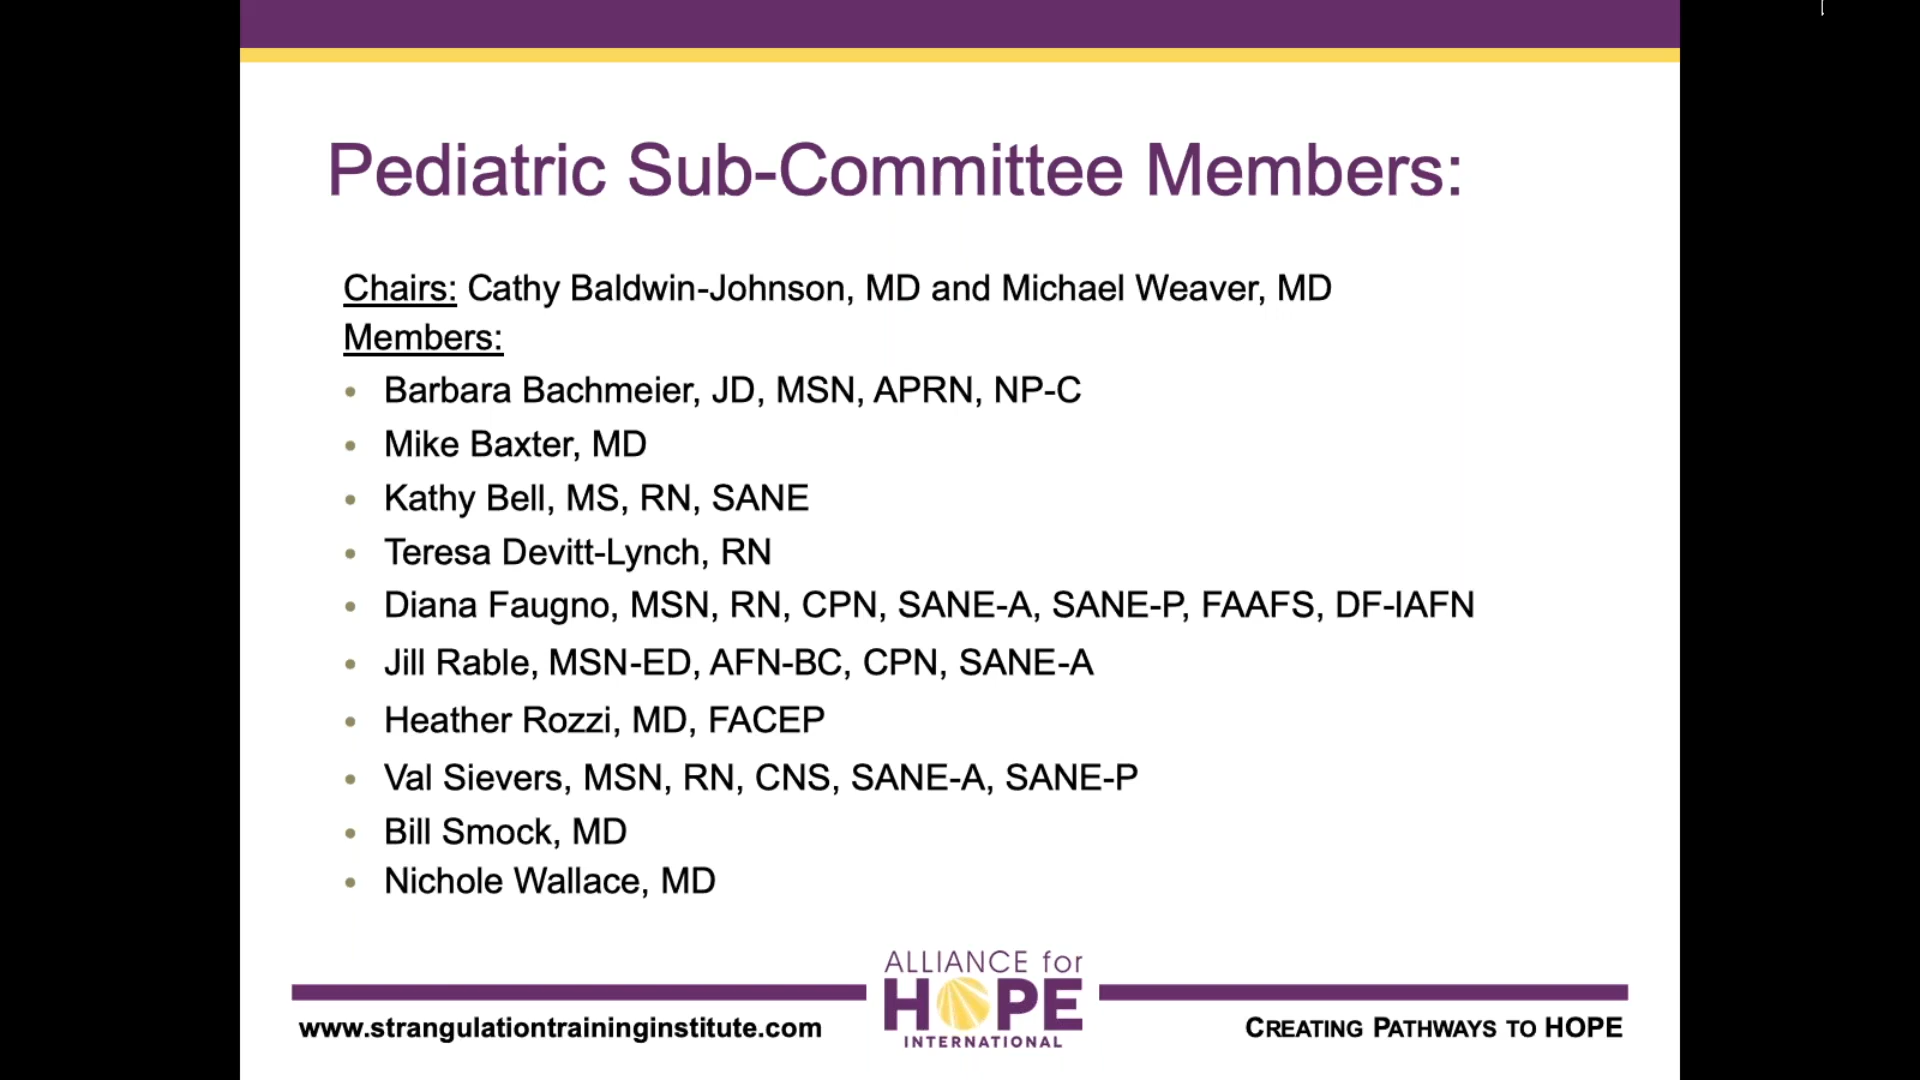 Pediatric Sub-Committee Members:
Chairs: Cathy Baldwin-Johnson, MD and Michael Weaver, MD
Members:
• Barbara Bachmeier, JD, MSN, APRN, NP-C
• Mike Baxter, MD
• Kathy Bell, MS, RN, SANE
• Teresa Devitt-Lynch, RN
• Diana Faugno, MSN, RN, CPN, SANE-A, SANE-P, FAAFS, DF-IAFN
• Jill Rable, MSN-ED, AFN-BC, CPN, SANE-A
• Heather Rozzi, MD, FACEP
• Val Sievers, MSN, RN, CNS, SANE-A, SANE-P
• Bill Smock, MD
• Nichole Wallace, MD
www.strangulationtraininginstitute.com
ALLIANCE for
HOPE
INTERNATIONAL
CREATING PATHWAYS TO HOPE